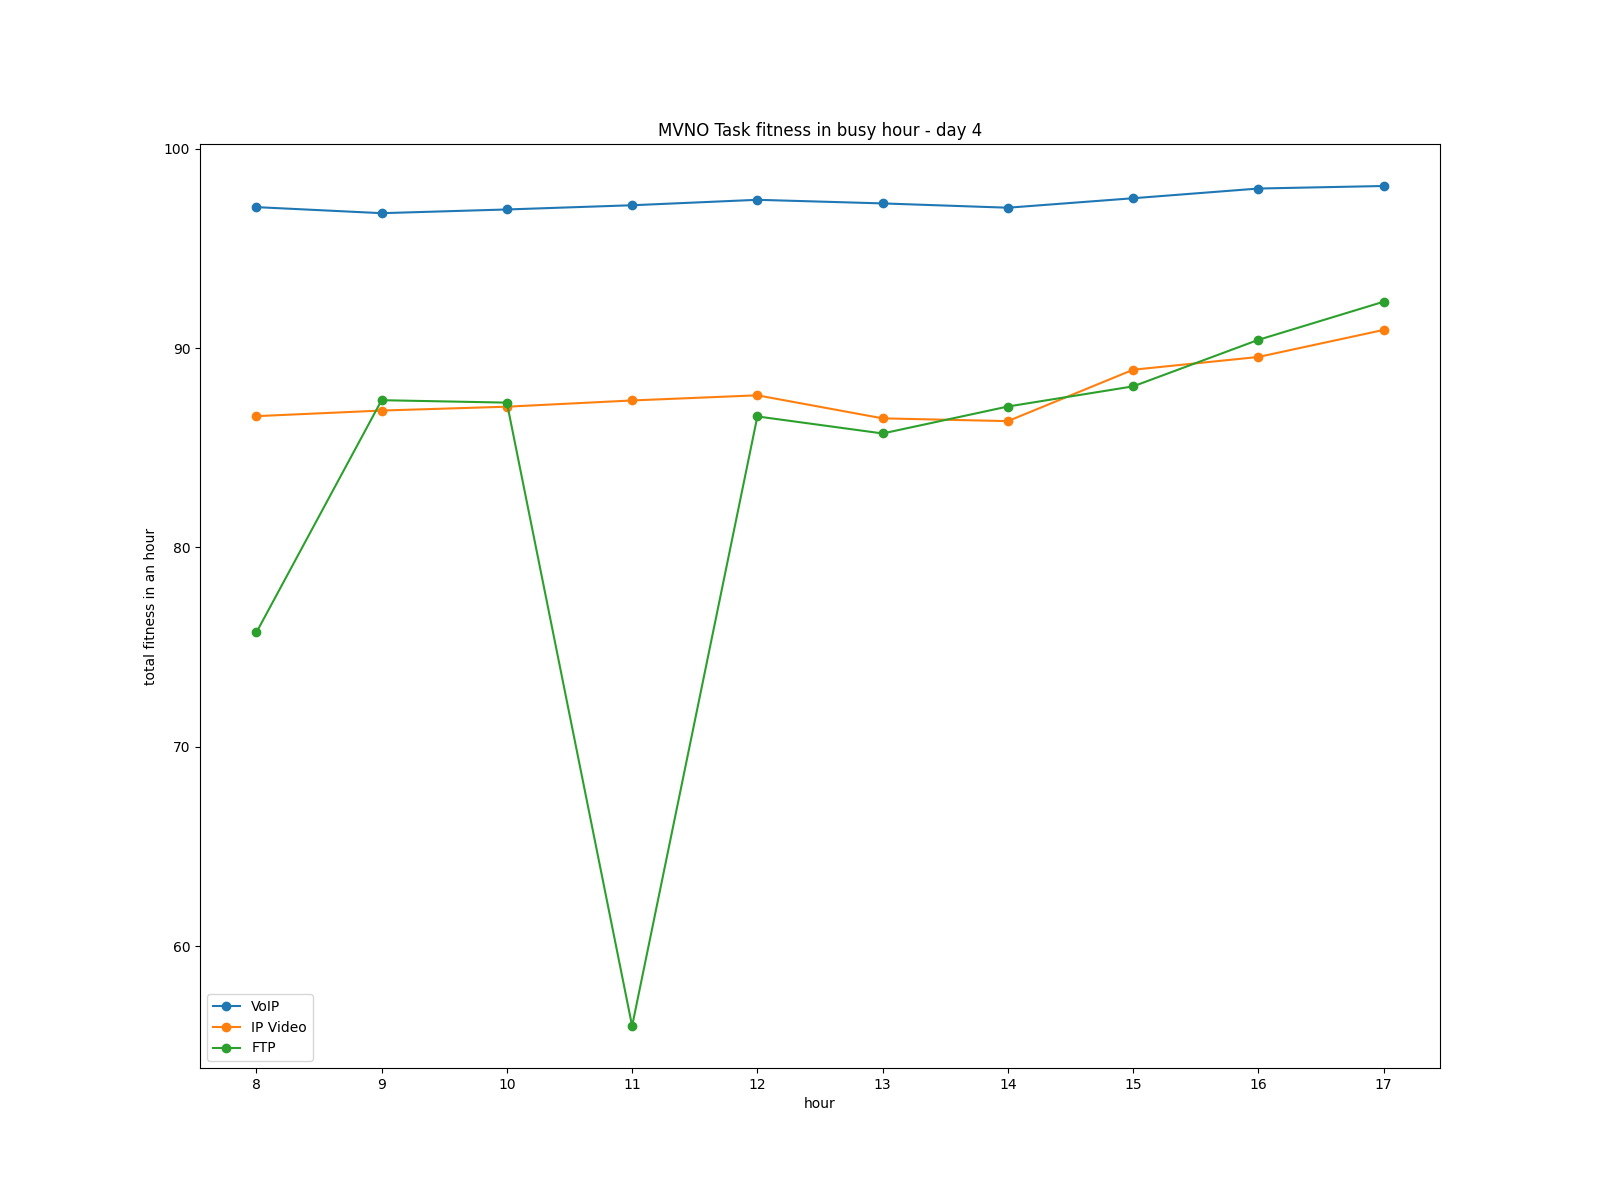 MVNO Task fitness in busy hour - day 4
total fitness in an hour
100
90
80
70
60
VoIP
IP Video
FTP
8 9 10 11 12 13 14 15 16 17
hour